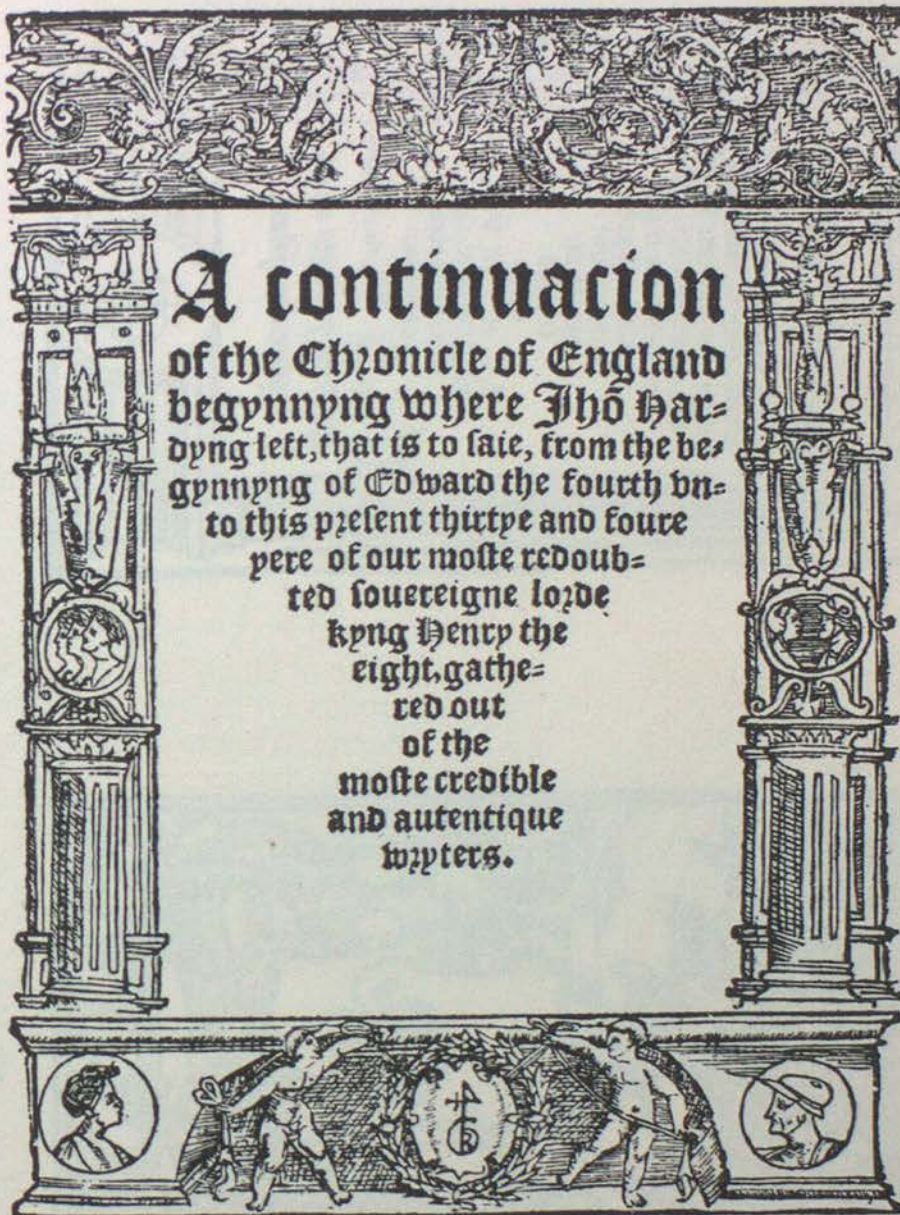 A continuacion
of the Chronicle of England
begynnyng where Jhō Har=
dyng left, that is to saie, from the be=
gynnyng of Edward the fourth vn=
to this present thirtye and foure
yere of our moste redoub=
ted souereigne lorde
kyng Henry the
eight, gathe=
red out
of the
moste credible
and autentique
wryters.